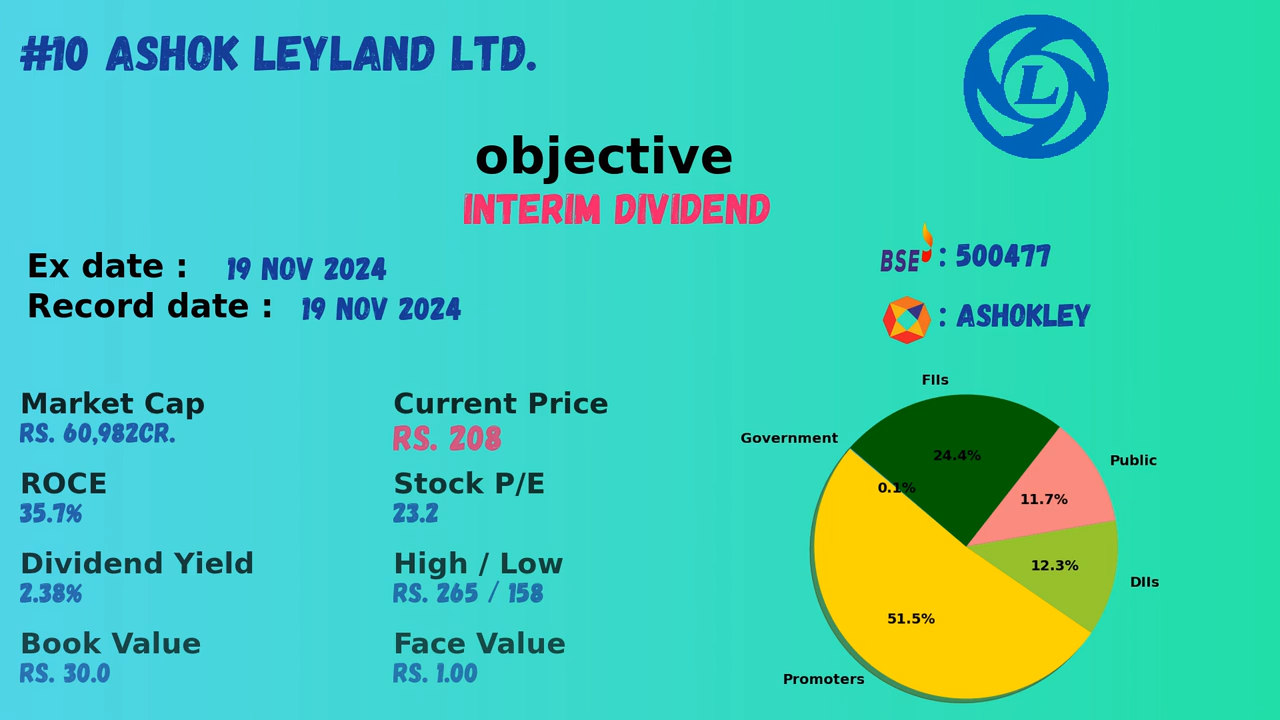 #10 ASHOK LEYLAND LTD.
L
objective
INTERIM DIVIDEND
Ex date : 19 NOV 2024
Record date : 19 NOV 2024
BSE : 500477
: ASHOKLEY
Market Cap
RS. 60,982CR.
Current Price
RS. 208
ROCE
35.7%
Stock P/E
23.2
Dividend Yield
2.38%
High / Low
RS. 265 / 158
Book Value
RS. 30.0
Face Value
RS. 1.00
FIIs
24.4%
Government
0.1%
Public
11.7%
DIIs
12.3%
Promoters
51.5%